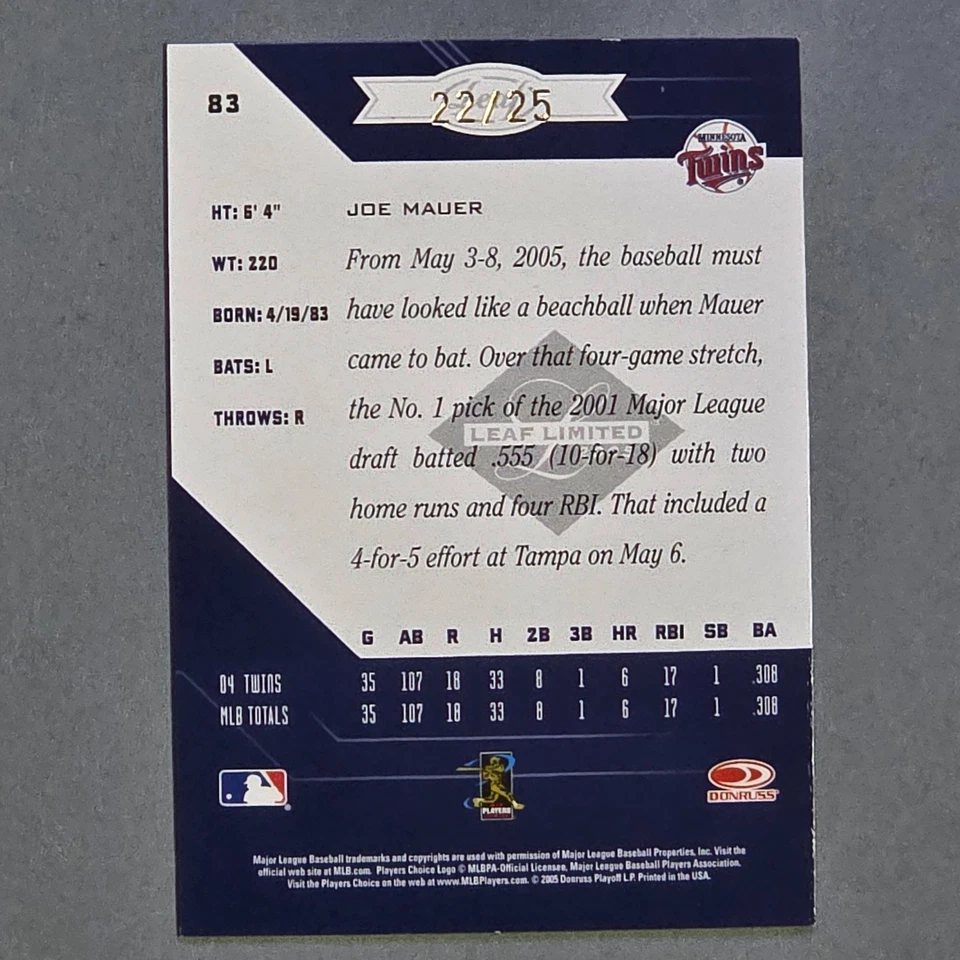 83
22/25
MINNESOTA
Twins
HT: 6' 4"
WT: 220
BORN: 4/19/83
BATS: L
THROWS: R
JOE MAUER
From May 3-8, 2005, the baseball must
have looked like a beachball when Mauer
came to bat. Over that four-game stretch,
the No. 1 pick of the 2001 Major League
draft batted .555 (10-for-18) with two
home runs and four RBI. That included a
4-for-5 effort at Tampa on May 6.
LEAF LIMITED
G AB R H 2B 3B HR RBI SB BA
04 TWINS 35 107 18 33 8 1 6 17 1 .308
MLB TOTALS 35 107 18 33 8 1 6 17 1 .308
PLAYERS
DONRUSS
Major League Baseball trademarks and copyrights are used with permission of Major League Baseball Properties, Inc. Visit the
official web site at MLB.com. Players Choice Logo © MLBPA-Official Licensee, Major League Baseball Players Association.
Visit the Players Choice on the web at www.MLBPlayers.com. © 2005 Donruss Playoff L.P. Printed in the USA.